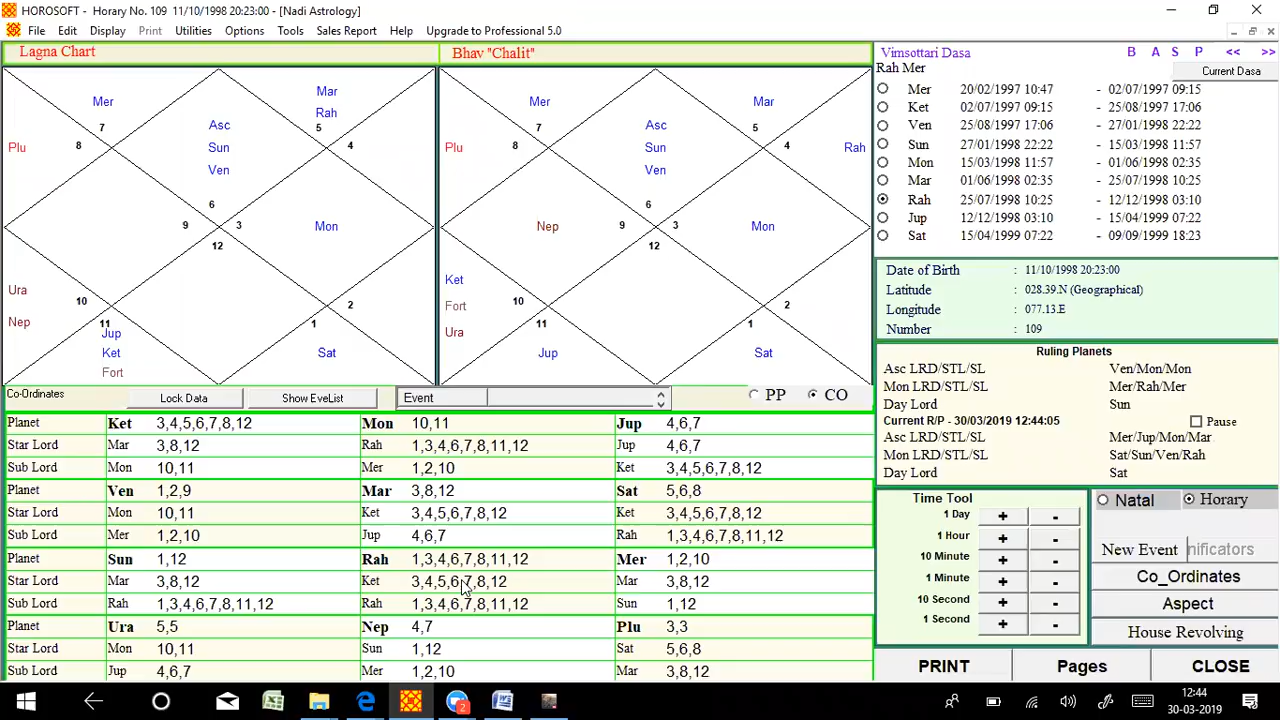 HOROSOFT - Horary No. 109 11/10/1998 20:23:00 - [Nadi Astrology]
File Edit Display Print Utilities Options Tools Sales Report Help Upgrade to Professional 5.0
Lagna Chart
Mer
Mar
Rah
7
Asc
5
Plu
8
Sun
4
Ven
6
9
3
Mon
12
Ura
10
2
Nep
11
Jup
1
Ket
Sat
Fort
Bhav "Chalit"
Mer
Mar
7
Asc
5
Plu
8
Sun
4
Rah
Ven
6
Nep
9
3
Mon
12
Ket
Fort
10
2
Ura
11
1
Jup
Sat
Vimsottari Dasa B A S P << >>
Rah Mer
Current Dasa
Mer 20/02/1997 10:47 - 02/07/1997 09:15
Ket 02/07/1997 09:15 - 25/08/1997 17:06
Ven 25/08/1997 17:06 - 27/01/1998 22:22
Sun 27/01/1998 22:22 - 15/03/1998 11:57
Mon 15/03/1998 11:57 - 01/06/1998 02:35
Mar 01/06/1998 02:35 - 25/07/1998 10:25
Rah 25/07/1998 10:25 - 12/12/1998 03:10
Jup 12/12/1998 03:10 - 15/04/1999 07:22
Sat 15/04/1999 07:22 - 09/09/1999 18:23
Date of Birth : 11/10/1998 20:23:00
Latitude : 028.39.N (Geographical)
Longitude : 077.13.E
Number : 109
Ruling Planets
Asc LRD/STL/SL Ven/Mon/Mon
Mon LRD/STL/SL Mer/Rah/Mer
Day Lord Sun
Current R/P - 30/03/2019 12:44:05 Pause
Asc LRD/STL/SL Mer/Jup/Mon/Mar
Mon LRD/STL/SL Sat/Sun/Ven/Rah
Day Lord Sat
Co-Ordinates Lock Data Show EveList Event PP CO
Planet Ket 3,4,5,6,7,8,12 Mon 10,11 Jup 4,6,7
Star Lord Mar 3,8,12 Rah 1,3,4,6,7,8,11,12 Jup 4,6,7
Sub Lord Mon 10,11 Mer 1,2,10 Ket 3,4,5,6,7,8,12
Planet Ven 1,2,9 Mar 3,8,12 Sat 5,6,8
Star Lord Mon 10,11 Ket 3,4,5,6,7,8,12 Ket 3,4,5,6,7,8,12
Sub Lord Mer 1,2,10 Jup 4,6,7 Rah 1,3,4,6,7,8,11,12
Planet Sun 1,12 Rah 1,3,4,6,7,8,11,12 Mer 1,2,10
Star Lord Mar 3,8,12 Ket 3,4,5,6,7,8,12 Mar 3,8,12
Sub Lord Rah 1,3,4,6,7,8,11,12 Rah 1,3,4,6,7,8,11,12 Sun 1,12
Planet Ura 5,5 Nep 4,7 Plu 3,3
Star Lord Mon 10,11 Sun 1,12 Sat 5,6,8
Sub Lord Jup 4,6,7 Mer 1,2,10 Mar 3,8,12
Time Tool
1 Day + -
1 Hour + -
10 Minute + -
1 Minute + -
10 Second + -
1 Second + -
Natal Horary
New Event nificators
Co_Ordinates
Aspect
House Revolving
PRINT Pages CLOSE
2
12:44
30-03-2019